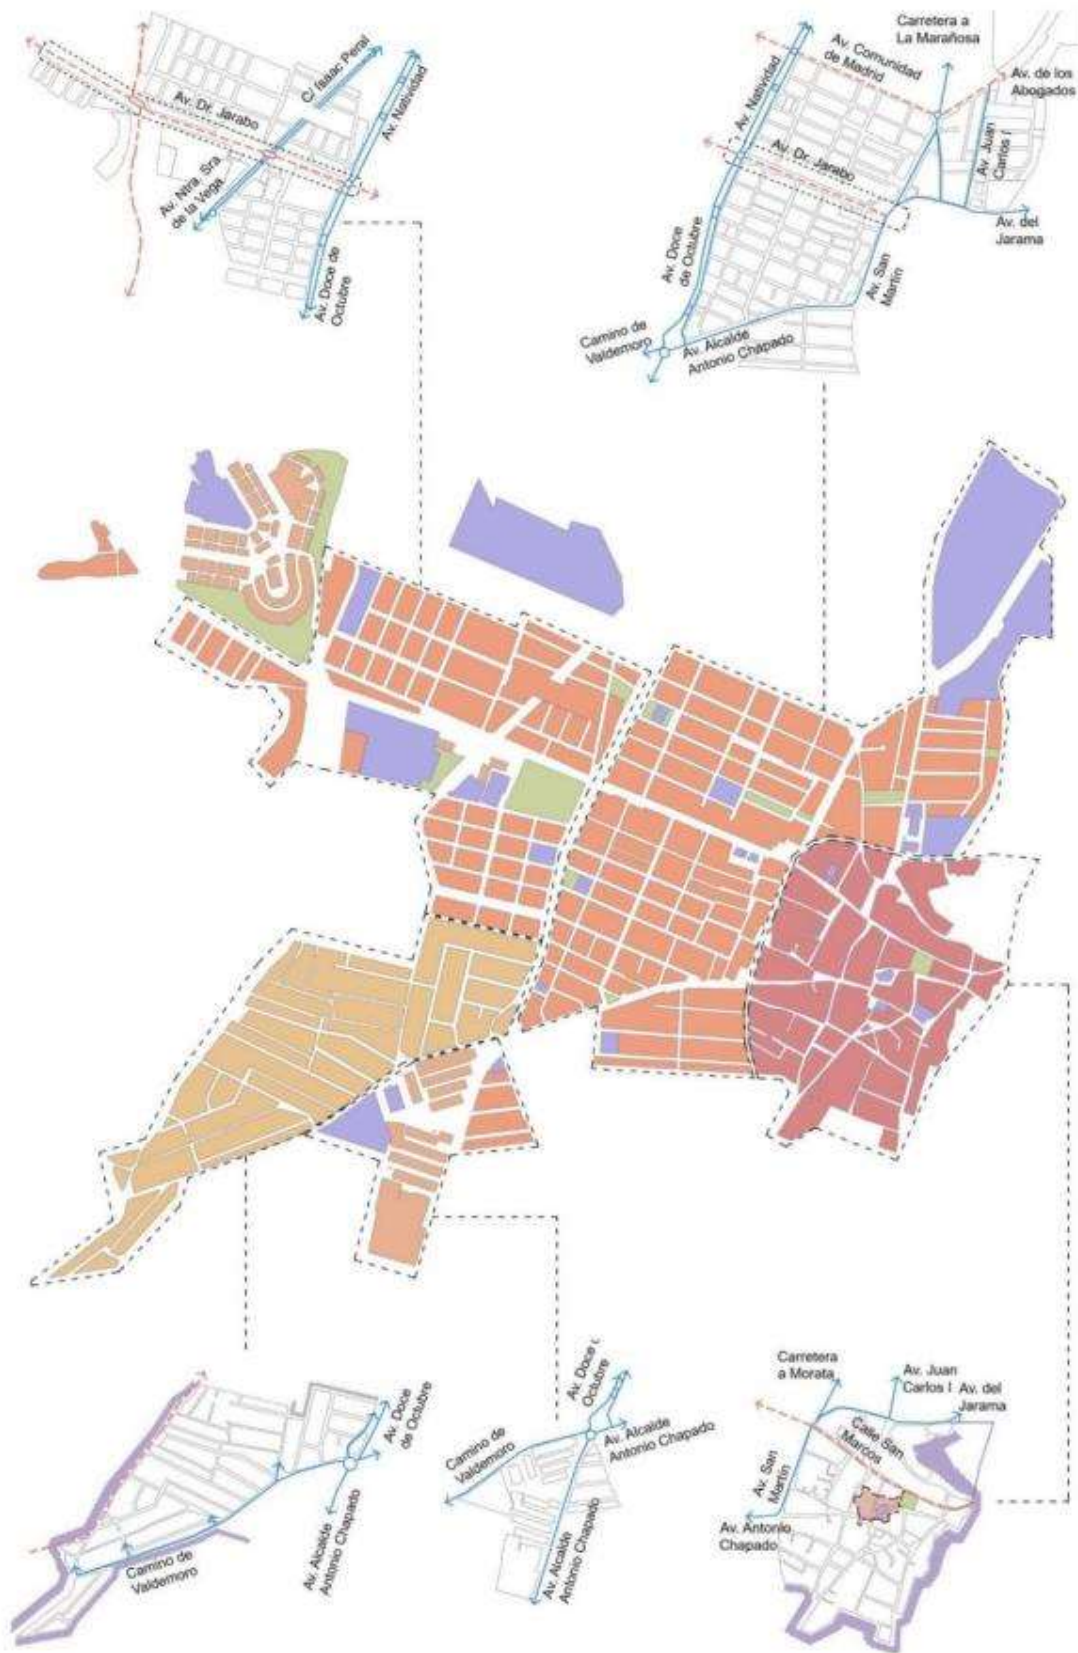 C/ Isaac Peral
Av. Dr. Jarabo
Av. Natividad
Av. Ntra. Sra.
de la Vega
Av. Doce de
Octubre
Carretera a
La Marañosa
Av. Comunidad
de Madrid
Av. de los
Abogados
Av. Natividad
Av. Dr. Jarabo
Av. Juan
Carlos I
Av. del
Jarama
Av. Doce
de Octubre
Av. San
Martín
Camino de
Valdemoro
Av. Alcalde
Antonio Chapado
Av. Doce
de Octubre
Camino de
Valdemoro
Av. Alcalde
Antonio Chapado
Av. Doce
Octubre
Av. Alcalde
Antonio Chapado
Camino de
Valdemoro
Av. Alcalde
Antonio Chapado
Carretera
a Morata
Av. Juan
Carlos I
Av. del
Jarama
Calle San
Marcos
Av. San
Martín
Av. Antonio
Chapado